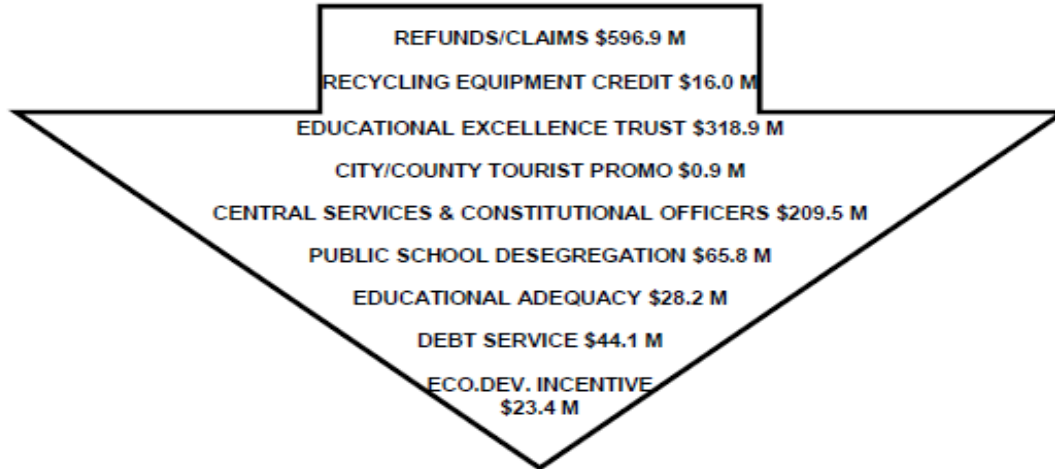 REFUNDS/CLAIMS $596.9 M
RECYCLING EQUIPMENT CREDIT $16.0 M
EDUCATIONAL EXCELLENCE TRUST $318.9 M
CITY/COUNTY TOURIST PROMO $0.9 M
CENTRAL SERVICES & CONSTITUTIONAL OFFICERS $209.5 M
PUBLIC SCHOOL DESEGREGATION $65.8 M
EDUCATIONAL ADEQUACY $28.2 M
DEBT SERVICE $44.1 M
ECO.DEV. INCENTIVE
$23.4 M